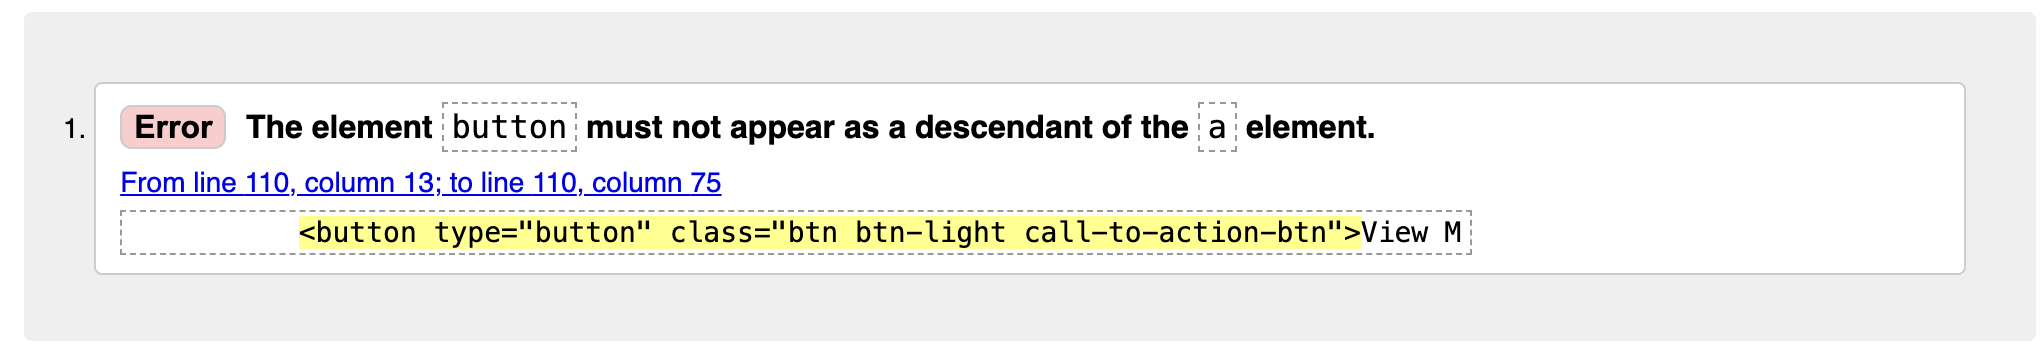 1. Error The element button must not appear as a descendant of the a element.
From line 110, column 13; to line 110, column 75
<button type="button" class="btn btn-light call-to-action-btn">View M